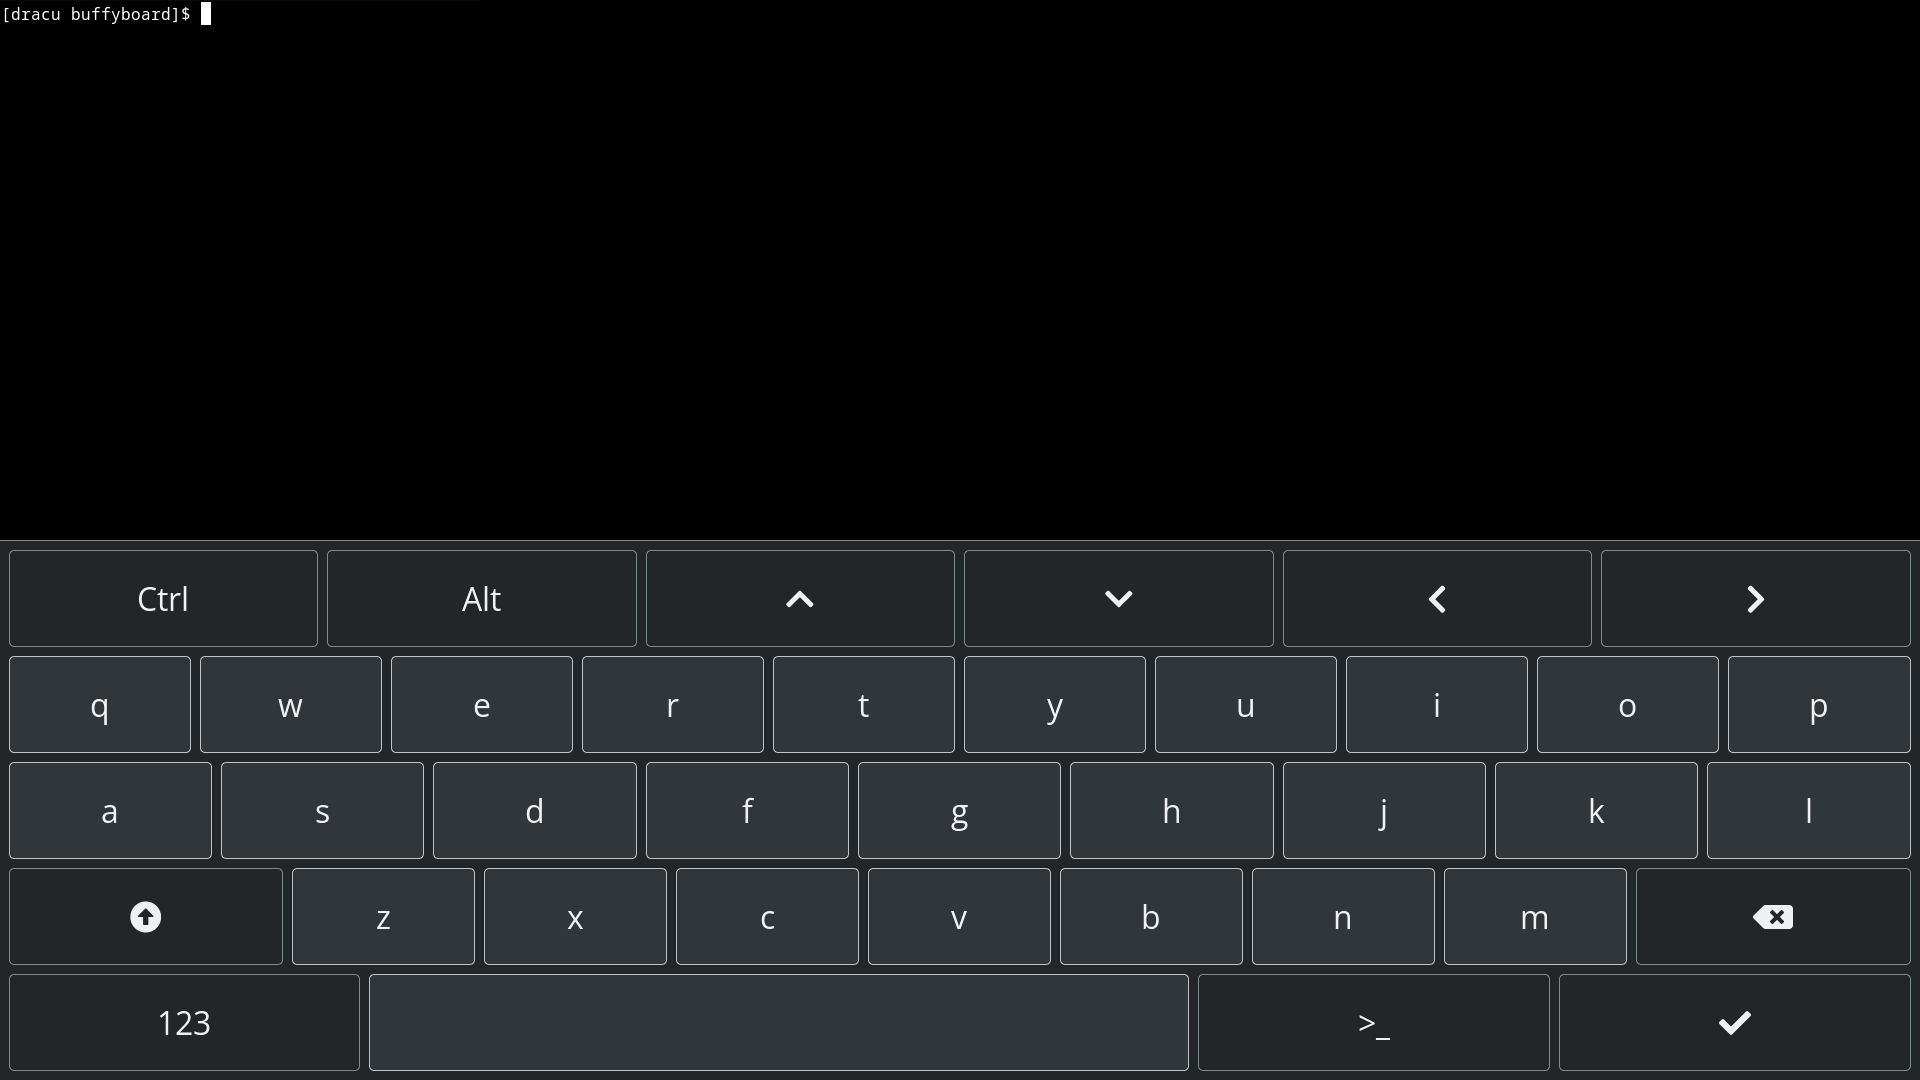 [dracu buffyboard]$
Ctrl Alt
q w e r t y u i o p
a s d f g h j k l
z x c v b n m
123 >_